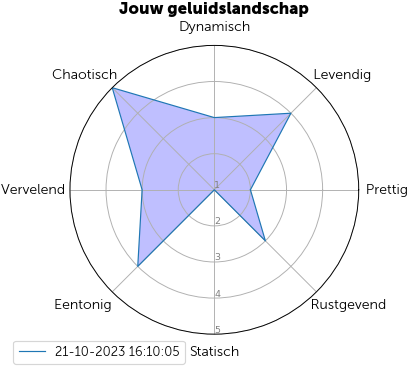 Jouw geluidslandschap
Dynamisch
Chaotisch
Levendig
Vervelend
1
Prettig
2
3
4
Eentonig
Rustgevend
5
21-10-2023 16:10:05
Statisch